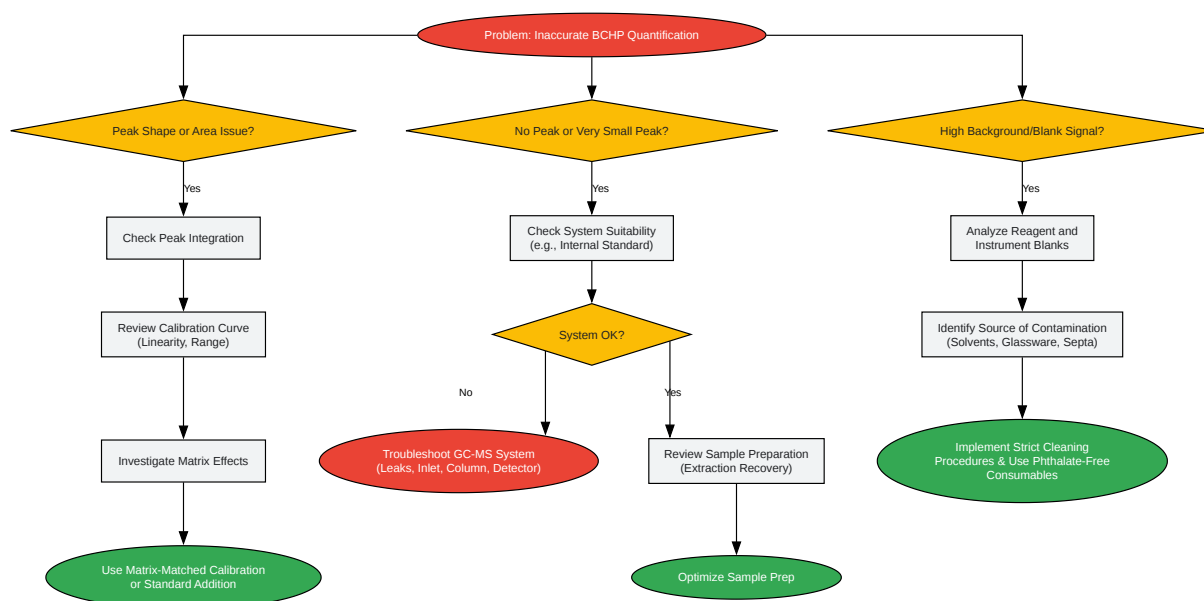 Problem: Inaccurate BCHP Quantification
Peak Shape or Area Issue?
No Peak or Very Small Peak?
High Background/Blank Signal?
Yes
Yes
Yes
Check Peak Integration
Check System Suitability
(e.g., Internal Standard)
Analyze Reagent and
Instrument Blanks
Review Calibration Curve
(Linearity, Range)
System OK?
Identify Source of Contamination
(Solvents, Glassware, Septa)
No
Yes
Investigate Matrix Effects
Troubleshoot GC-MS System
(Leaks, Inlet, Column, Detector)
Review Sample Preparation
(Extraction Recovery)
Implement Strict Cleaning
Procedures & Use Phthalate-Free
Consumables
Use Matrix-Matched Calibration
or Standard Addition
Optimize Sample Prep